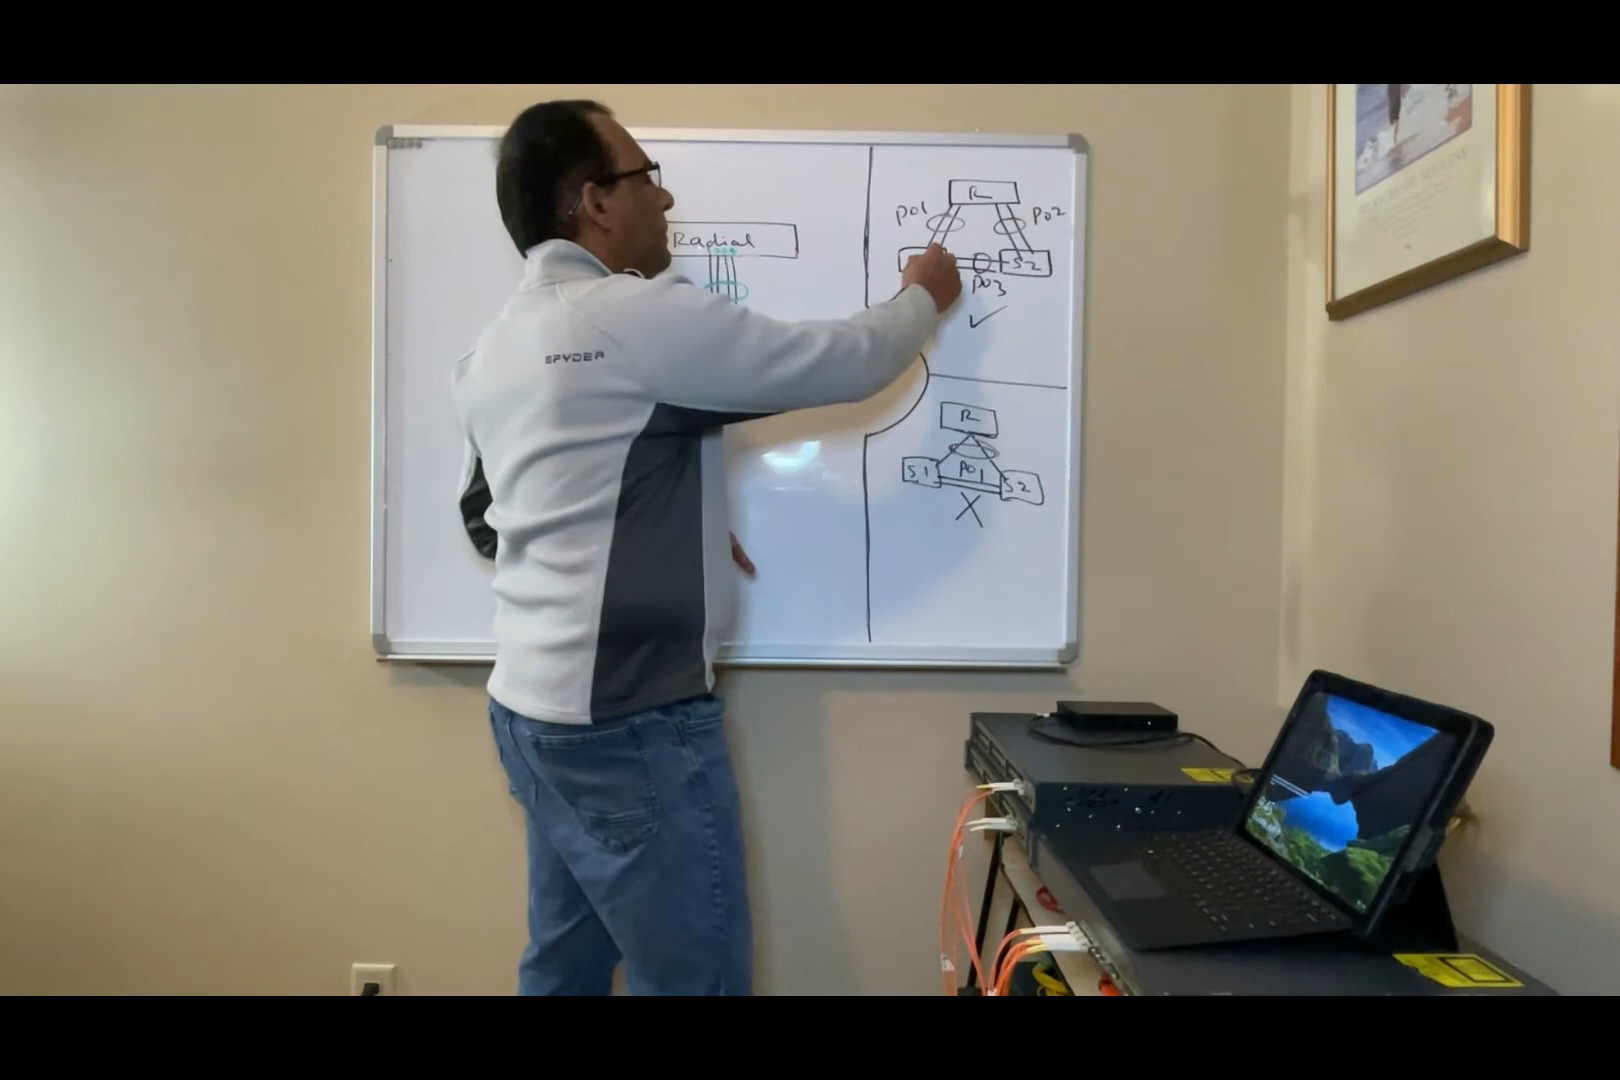 SPYDER
Radial
R
PO1
PO2
S2
PO3
R
S1
PO1
S2